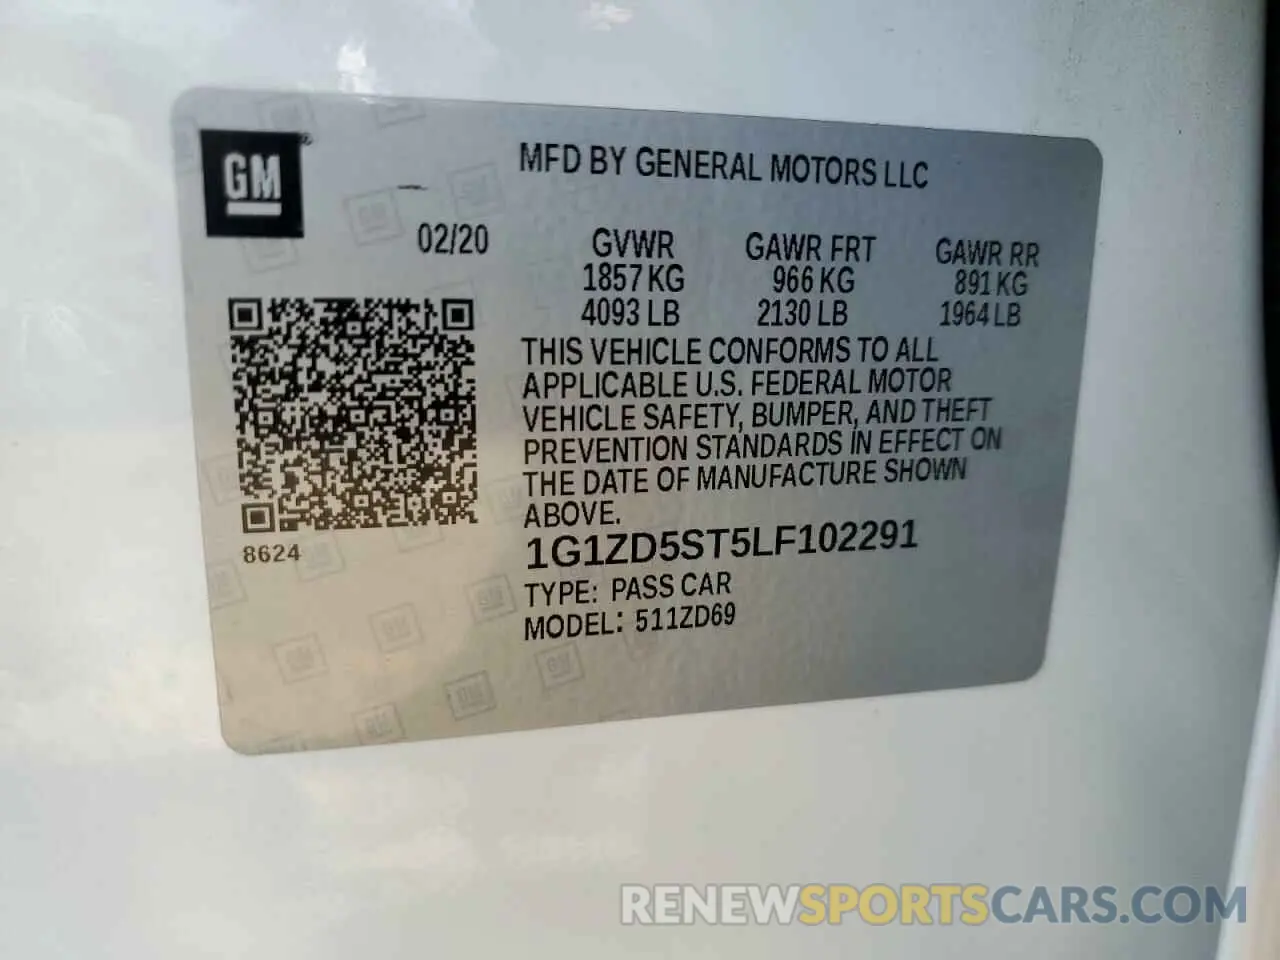 GM
MFD BY GENERAL MOTORS LLC
02/20
GVWR GAWR FRT GAWR RR
1857 KG 966 KG 891 KG
4093 LB 2130 LB 1964 LB
THIS VEHICLE CONFORMS TO ALL
APPLICABLE U.S. FEDERAL MOTOR
VEHICLE SAFETY, BUMPER, AND THEFT
PREVENTION STANDARDS IN EFFECT ON
THE DATE OF MANUFACTURE SHOWN
ABOVE.
8624
1G1ZD5ST5LF102291
TYPE: PASS CAR
MODEL: 511ZD69
RENEWSPORTSCARS.COM